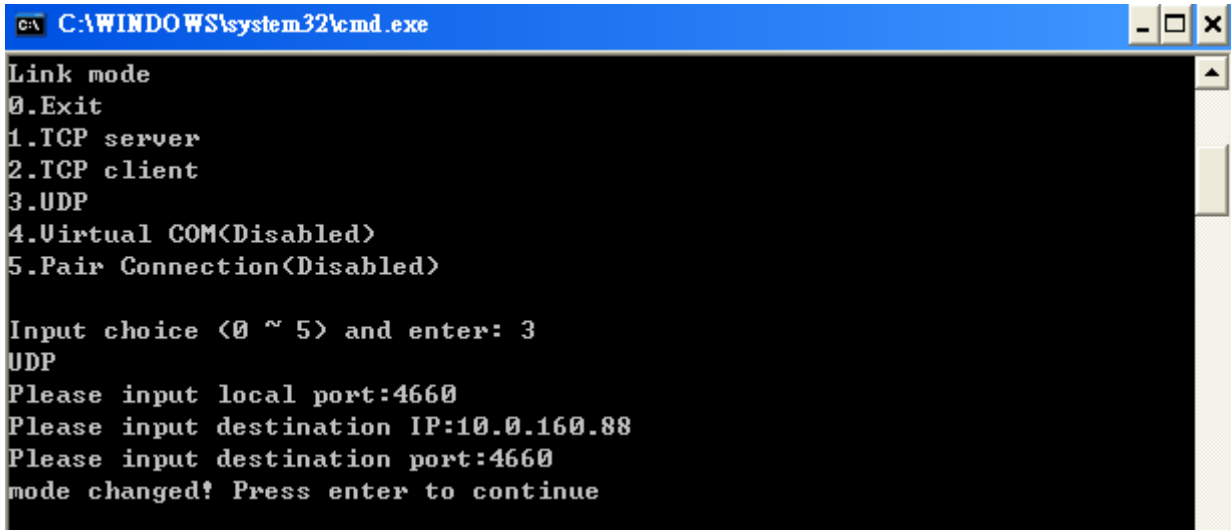 C:\WINDOWS\system32\cmd.exe
Link mode
0.Exit
1.TCP server
2.TCP client
3.UDP
4.Virtual COM(Disabled)
5.Pair Connection(Disabled)
Input choice (0 ~ 5) and enter: 3
UDP
Please input local port:4660
Please input destination IP:10.0.160.88
Please input destination port:4660
mode changed! Press enter to continue